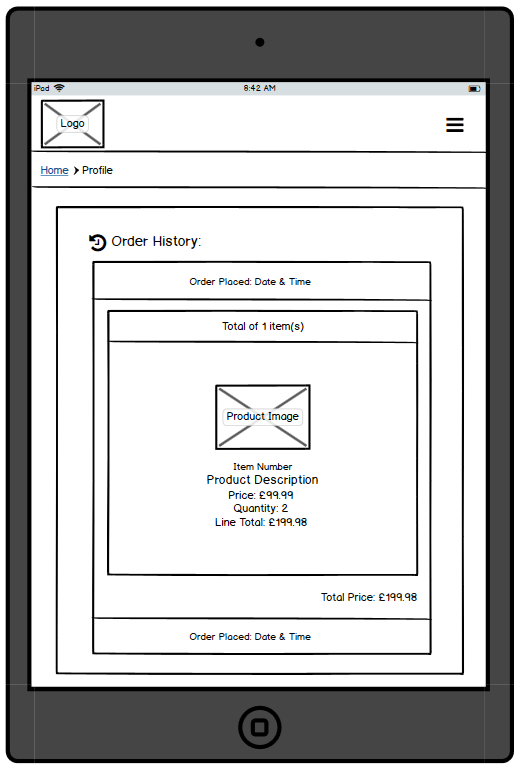 iPad 8:42 AM
Logo
Home Profile
Order History:
Order Placed: Date & Time
Total of 1 item(s)
Product Image
Item Number
Product Description
Price: £99.99
Quantity: 2
Line Total: £199.98
Total Price: £199.98
Order Placed: Date & Time